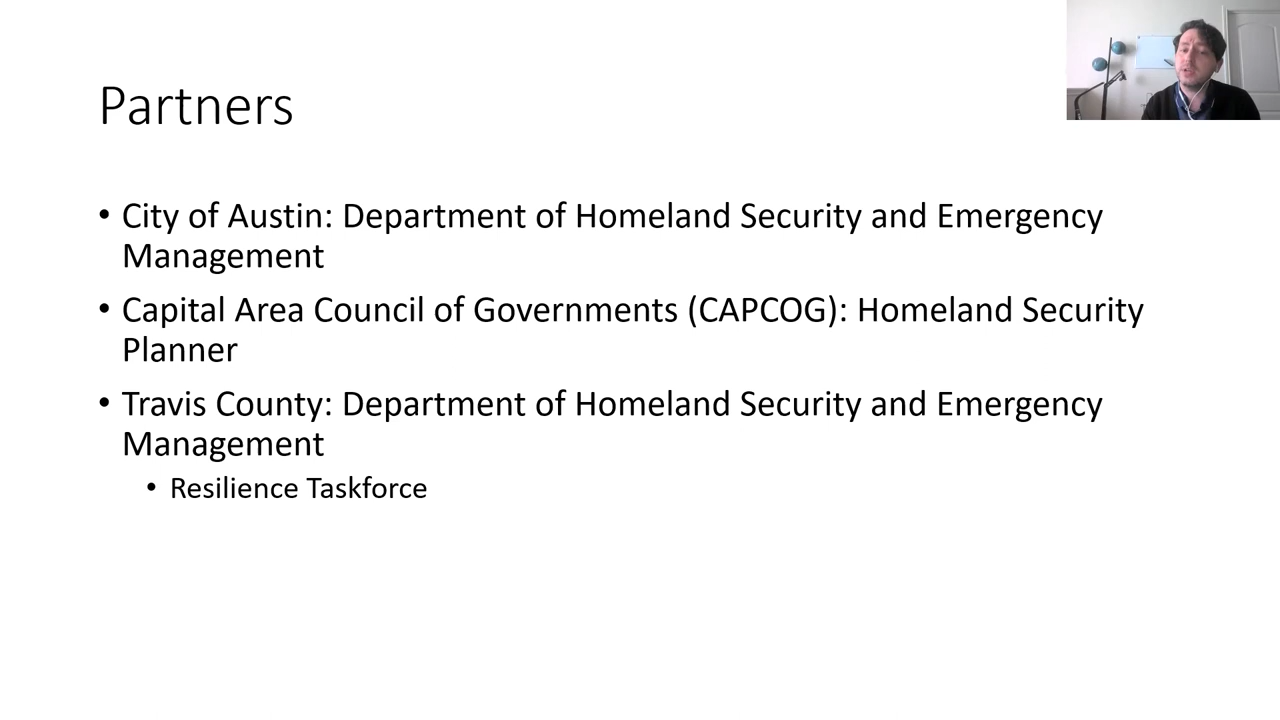 Partners
• City of Austin: Department of Homeland Security and Emergency
Management
• Capital Area Council of Governments (CAPCOG): Homeland Security
Planner
• Travis County: Department of Homeland Security and Emergency
Management
• Resilience Taskforce